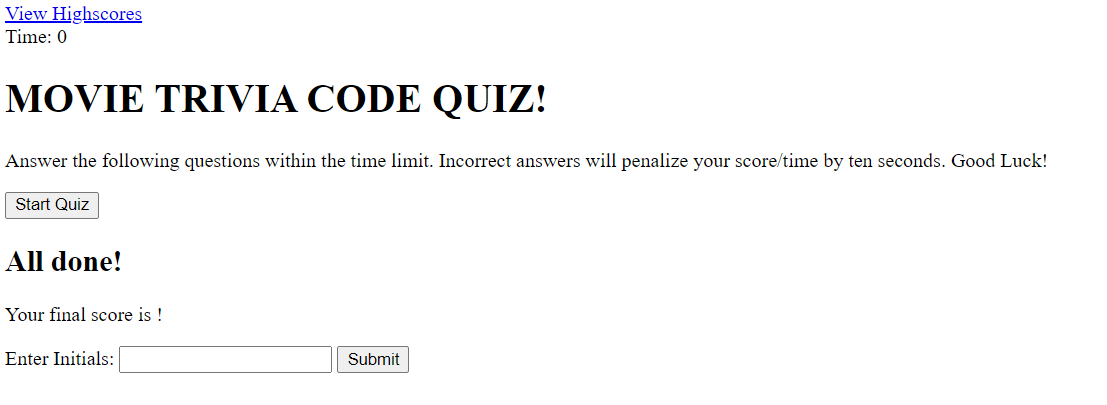 View Highscores
Time: 0
MOVIE TRIVIA CODE QUIZ!
Answer the following questions within the time limit. Incorrect answers will penalize your score/time by ten seconds. Good Luck!
Start Quiz
All done!
Your final score is !
Enter Initials: Submit